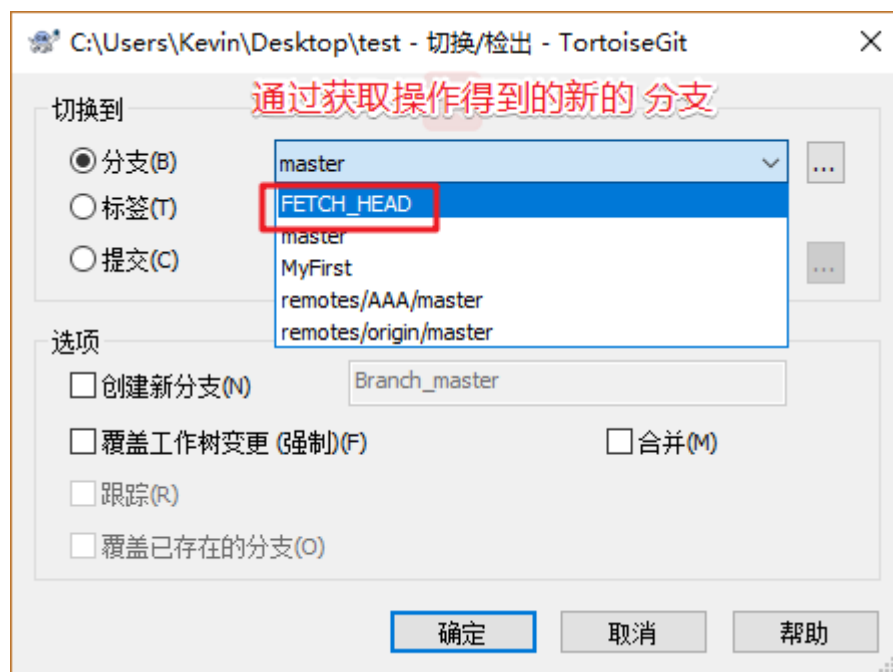 C:\Users\Kevin\Desktop\test - 切换/检出 - TortoiseGit
通过获取操作得到的新的 分支
切换到
分支(B)
master
...
标签(T)
FETCH_HEAD
master
提交(C)
MyFirst
...
remotes/AAA/master
remotes/origin/master
选项
创建新分支(N)
Branch_master
覆盖工作树变更 (强制)(F)
合并(M)
跟踪(R)
覆盖已存在的分支(O)
确定
取消
帮助